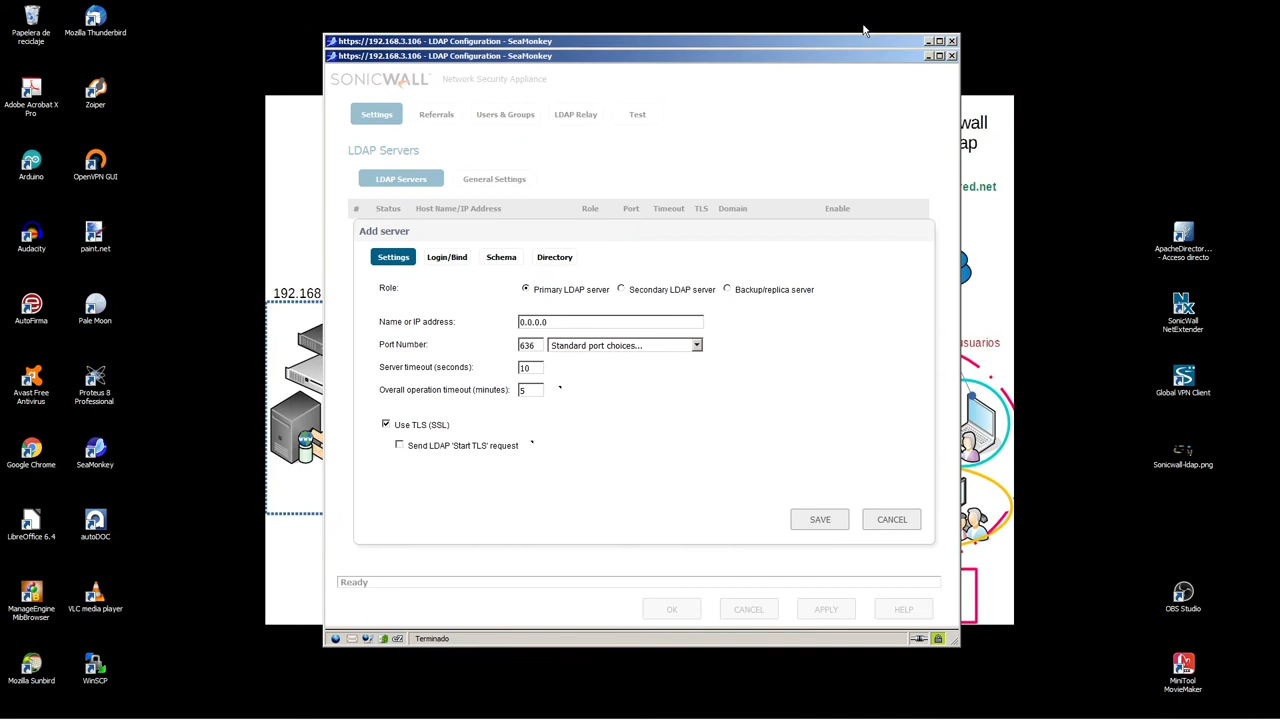 Papelera de
reciclaje
Mozilla Thunderbird
Adobe Acrobat X
Pro
Zoiper
Arduino
OpenVPN GUI
Audacity
paint.net
AutoFirma
Pale Moon
Avast Free
Antivirus
Proteus 8
Professional
Google Chrome
SeaMonkey
LibreOffice 6.4
autoDOC
ManageEngine
MibBrowser
VLC media player
Mozilla Sunbird
WinSCP
192.168
https://192.168.3.106 - LDAP Configuration - SeaMonkey
https://192.168.3.106 - LDAP Configuration - SeaMonkey
SONICWALL Network Security Appliance
Settings Referrals Users & Groups LDAP Relay Test
LDAP Servers
LDAP Servers General Settings
# Status Host Name/IP Address Role Port Timeout TLS Domain Enable
Add server
Settings Login/Bind Schema Directory
Role: Primary LDAP server Secondary LDAP server Backup/replica server
Name or IP address: 0.0.0.0
Port Number: 636 Standard port choices...
Server timeout (seconds): 10
Overall operation timeout (minutes): 5
Use TLS (SSL)
Send LDAP 'Start TLS' request
SAVE CANCEL
Ready
OK CANCEL APPLY HELP
Terminado
wall
ap
red.net
usuarios
ApacheDirector...
- Acceso directo
SonicWall
NetExtender
Global VPN Client
Sonicwall-ldap.png
OBS Studio
MiniTool
MovieMaker